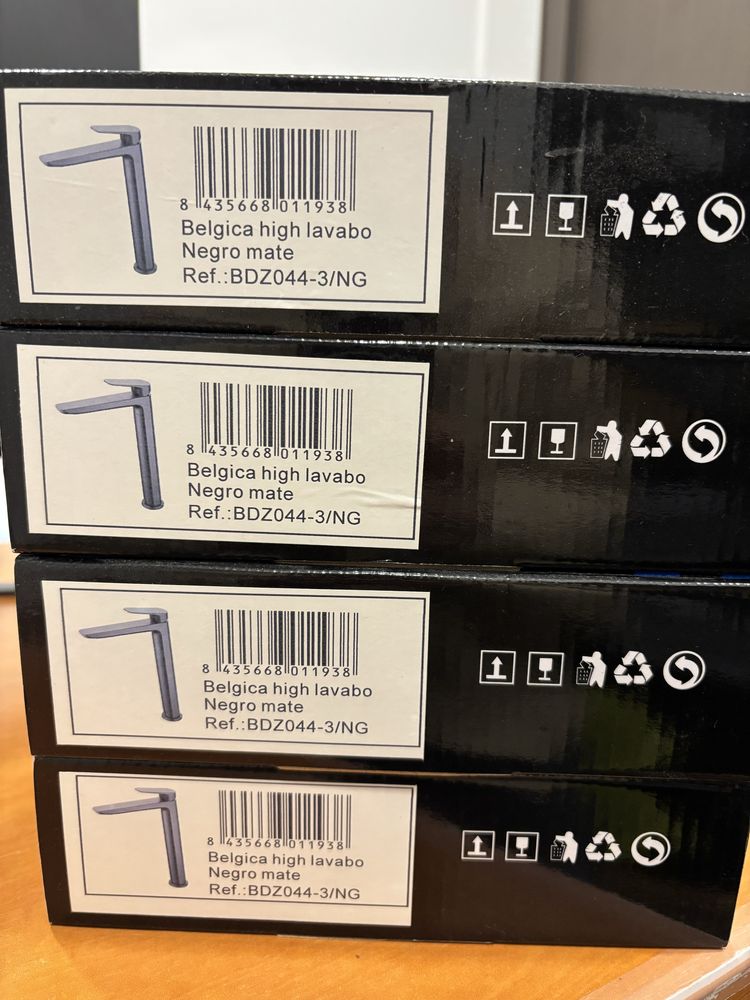 8 435668 011938
Belgica high lavabo
Negro mate
Ref.:BDZ044-3/NG
8 435668 011938
Belgica high lavabo
Negro mate
Ref.:BDZ044-3/NG
8 435668 011938
Belgica high lavabo
Negro mate
Ref.:BDZ044-3/NG
8 435668 011938
Belgica high lavabo
Negro mate
Ref.:BDZ044-3/NG